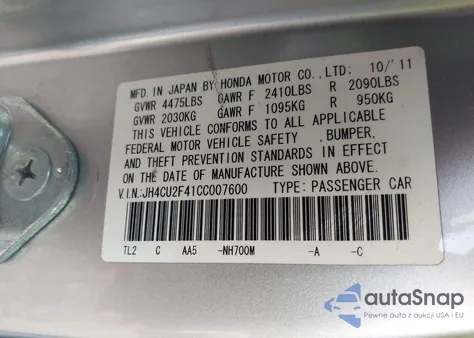 MFD. IN JAPAN BY HONDA MOTOR CO., LTD: 10/'11
GVWR 4475LBS GAWR F 2410LBS R 2090LBS
GVWR 2030KG GAWR F 1095KG R 950KG
THIS VEHICLE CONFORMS TO ALL APPLICABLE
FEDERAL MOTOR VEHICLE SAFETY ,BUMPER,
AND THEFT PREVENTION STANDARDS IN EFFECT
ON THE DATE OF MANUFACTURE SHOWN ABOVE.
V.I.N:JH4CU2F41CC007600 TYPE: PASSENGER CAR
TL2 C AA5 -NH700M -A -C
autoSnap
Pewne auta z aukcji USA i EU